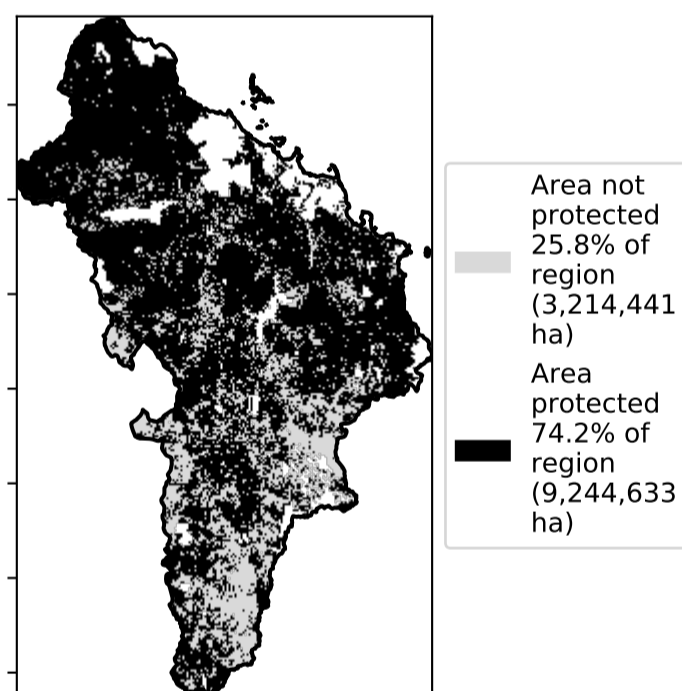 Area not
protected
25.8% of
region
(3,214,441
ha)
Area
protected
74.2% of
region
(9,244,633
ha)